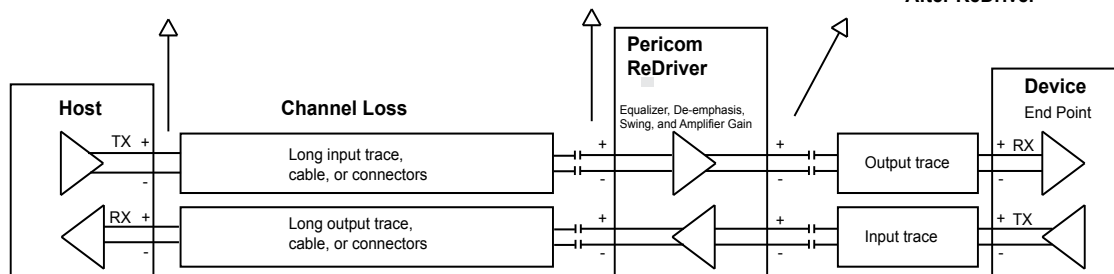 After ReDriver
Pericom
ReDriver
Host
Channel Loss
Device
End Point
Equalizer, De-emphasis,
Swing, and Amplifier Gain
TX +
-
Long input trace,
cable, or connectors
+
-
+
-
Output trace
+ RX
-
RX +
-
Long output trace,
cable, or connectors
+
-
+
-
Input trace
+ TX
-